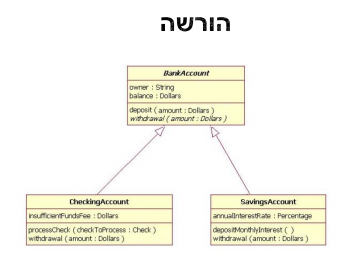 הורשה
BankAccount
owner : String
balance : Dollars
deposit ( amount : Dollars )
withdrawal ( amount : Dollars )
CheckingAccount
insufficientFundsFee : Dollars
processCheck ( checkToProcess : Check )
withdrawal ( amount : Dollars )
SavingsAccount
annualInterestRate : Percentage
depositMonthlyInterest ( )
withdrawal ( amount : Dollars )